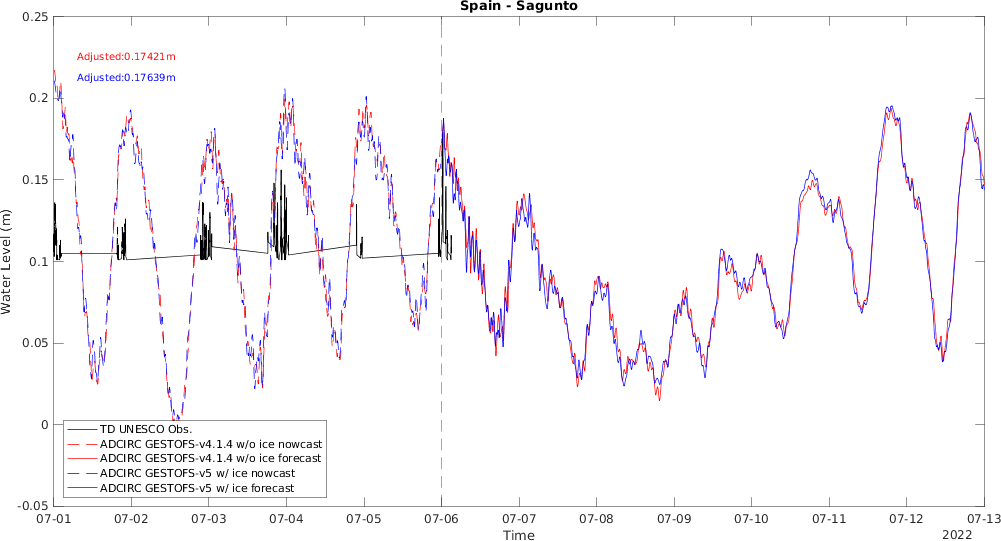 Spain - Sagunto
0.25
0.2
0.15
0.1
0.05
0
-0.05
Water Level (m)
Adjusted:0.17421m
Adjusted:0.17639m
TD UNESCO Obs.
ADCIRC GESTOFS-v4.1.4 w/o ice nowcast
ADCIRC GESTOFS-v4.1.4 w/o ice forecast
ADCIRC GESTOFS-v5 w/ ice nowcast
ADCIRC GESTOFS-v5 w/ ice forecast
07-01 07-02 07-03 07-04 07-05 07-06 07-07 07-08 07-09 07-10 07-11 07-12 07-13
Time
2022